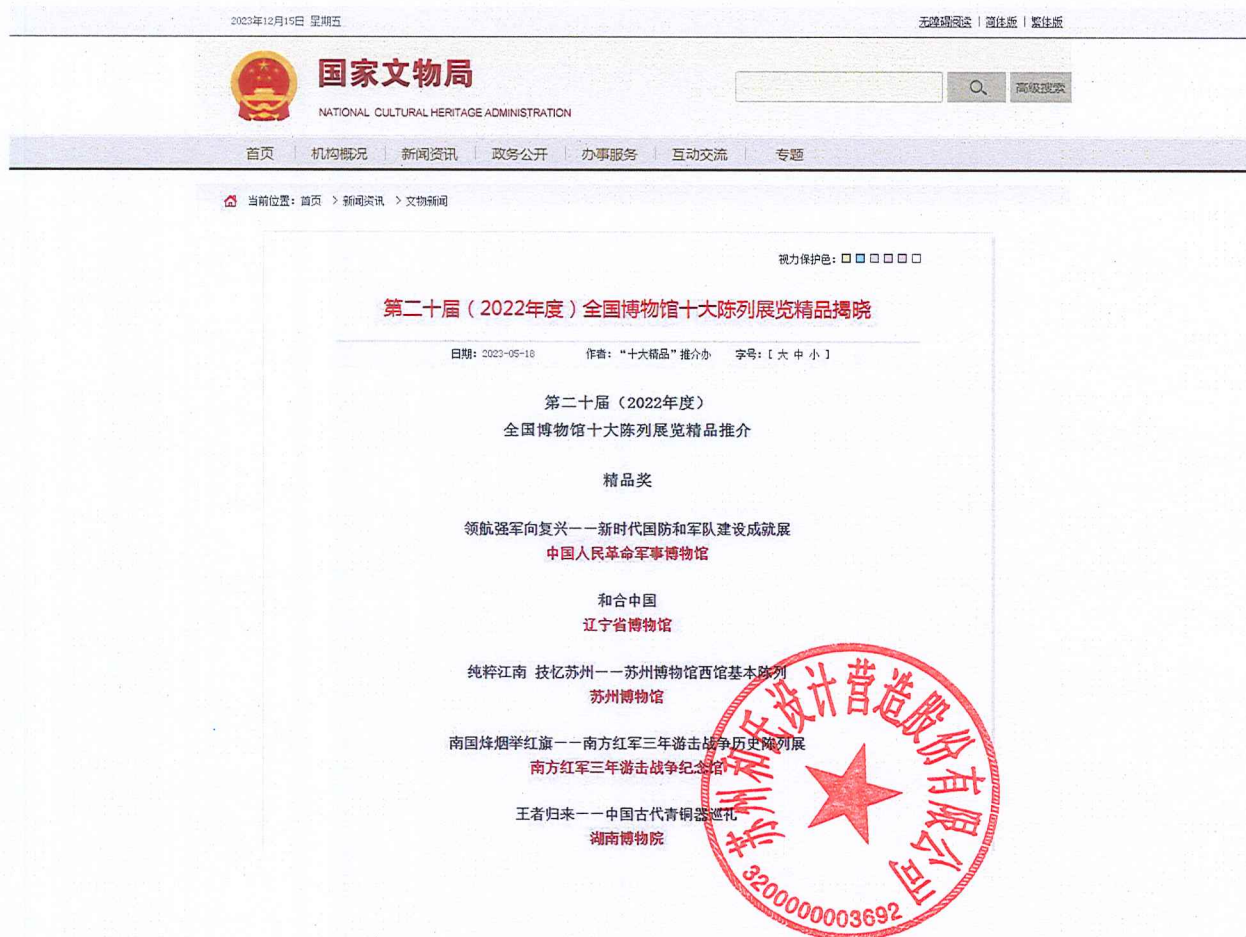 2023年12月15日 星期五
无障碍阅读 | 简体版 | 繁体版
国家文物局
NATIONAL CULTURAL HERITAGE ADMINISTRATION
高级搜索
首页 机构概况 新闻资讯 政务公开 办事服务 互动交流 专题
当前位置: 首页 > 新闻资讯 > 文物新闻
视力保护色:
第二十届（2022年度）全国博物馆十大陈列展览精品揭晓
日期: 2023-05-18 作者: “十大精品”推介办 字号: [ 大 中 小 ]
第二十届（2022年度）
全国博物馆十大陈列展览精品推介
精品奖
领航强军向复兴——新时代国防和军队建设成就展
中国人民革命军事博物馆
和合中国
辽宁省博物馆
纯粹江南 技忆苏州——苏州博物馆西馆基本陈列
苏州博物馆
南国烽烟举红旗——南方红军三年游击战争历史陈列展
南方红军三年游击战争纪念馆
王者归来——中国古代青铜器巡礼
湖南博物院
苏州和氏设计营造股份有限公司
3200000003692